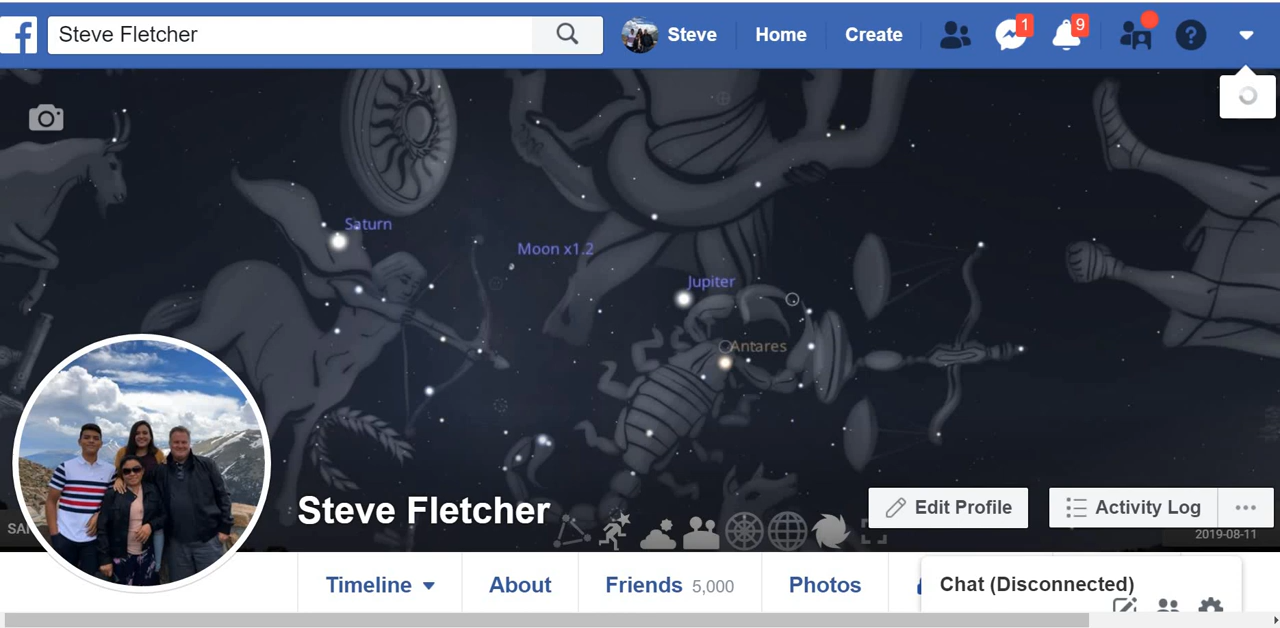 f Steve Fletcher Steve Home Create 1 9 ?
Saturn
Moon x1.2
Jupiter
Antares
Steve Fletcher
Edit Profile Activity Log ...
2019-08-11
Timeline About Friends 5,000 Photos
Chat (Disconnected)